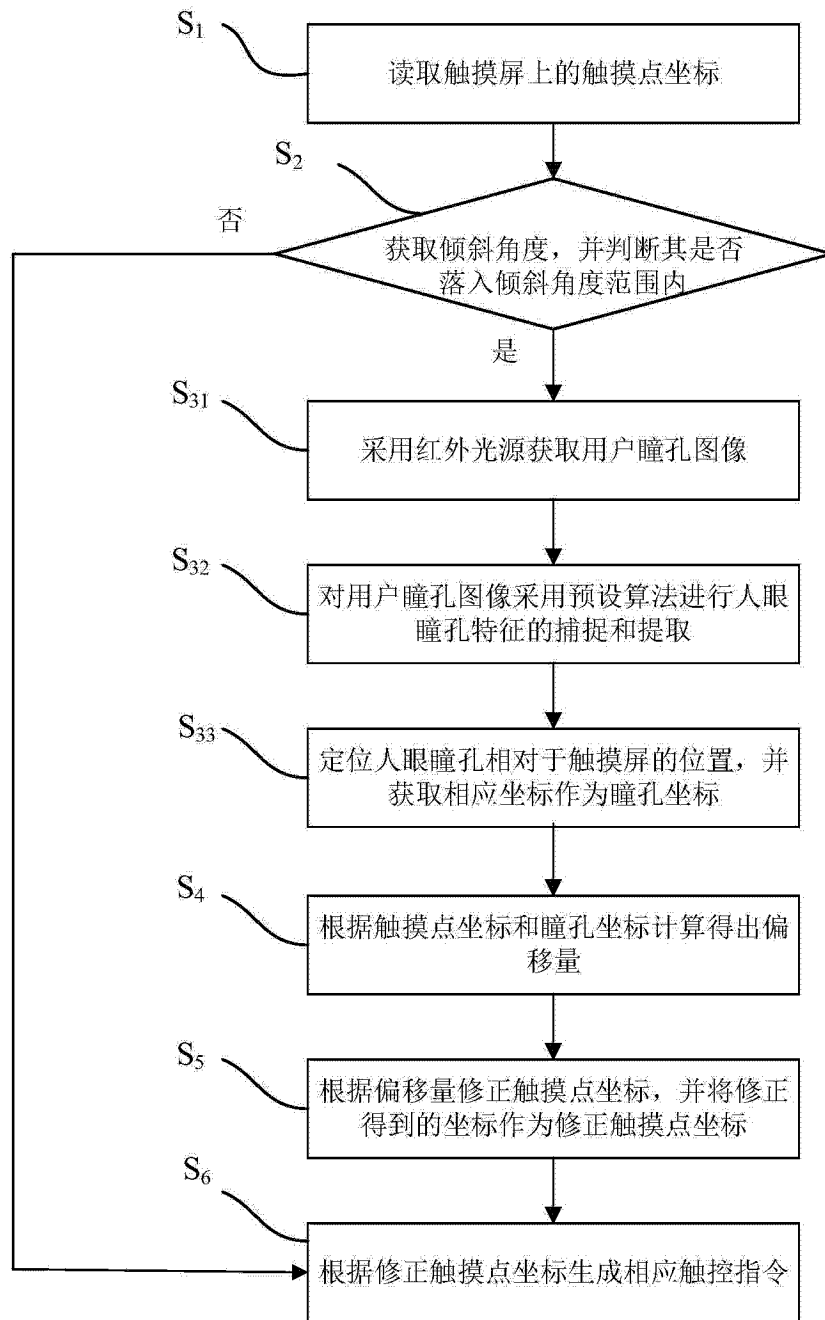 S1
读取触摸屏上的触摸点坐标
S2
否
获取倾斜角度，并判断其是否
落入倾斜角度范围内
是
S31
采用红外光源获取用户瞳孔图像
S32
对用户瞳孔图像采用预设算法进行人眼
瞳孔特征的捕捉和提取
S33
定位人眼瞳孔相对于触摸屏的位置，并
获取相应坐标作为瞳孔坐标
S4
根据触摸点坐标和瞳孔坐标计算得出偏
移量
S5
根据偏移量修正触摸点坐标，并将修正
得到的坐标作为修正触摸点坐标
S6
根据修正触摸点坐标生成相应触控指令